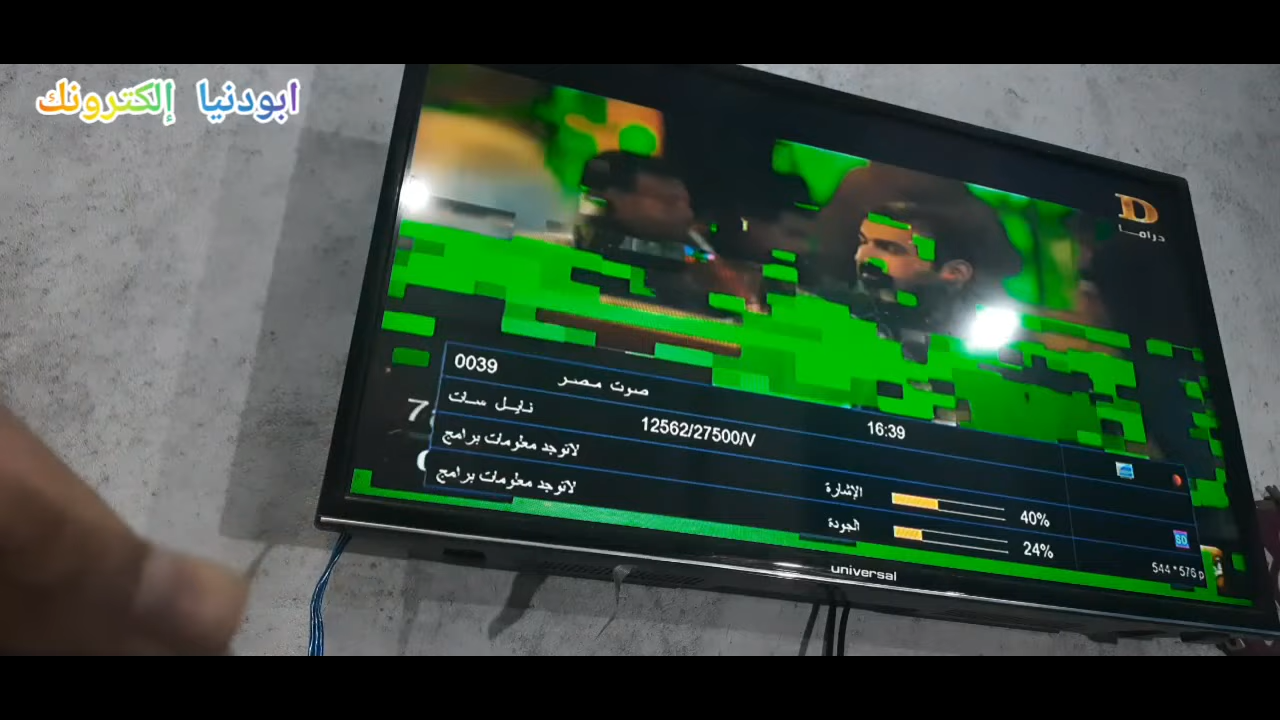 ابودنيا إلكترونك
D
دراما
0039
صوت مصر
نايل سات
12562/27500/V
16:39
لاتوجد معلومات برامج
لاتوجد معلومات برامج
الإشارة
40%
الجودة
24%
SD
544*576 p
universal